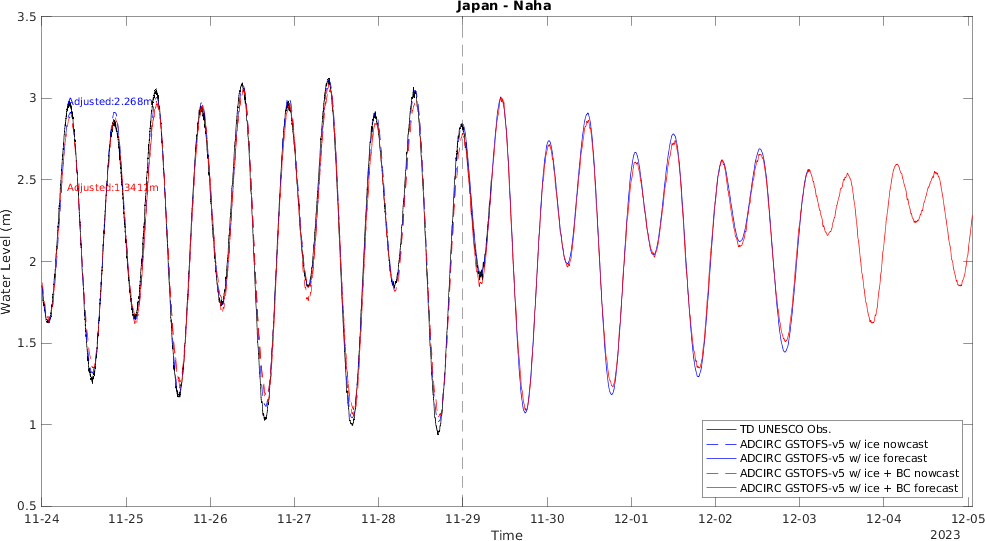 Japan - Naha
3.5
3
2.5
2
1.5
1
0.5
Water Level (m)
Adjusted:2.268m
Adjusted:1.3411m
TD UNESCO Obs.
ADCIRC GSTOFS-v5 w/ ice nowcast
ADCIRC GSTOFS-v5 w/ ice forecast
ADCIRC GSTOFS-v5 w/ ice + BC nowcast
ADCIRC GSTOFS-v5 w/ ice + BC forecast
11-24 11-25 11-26 11-27 11-28 11-29 11-30 12-01 12-02 12-03 12-04 12-05
Time
2023